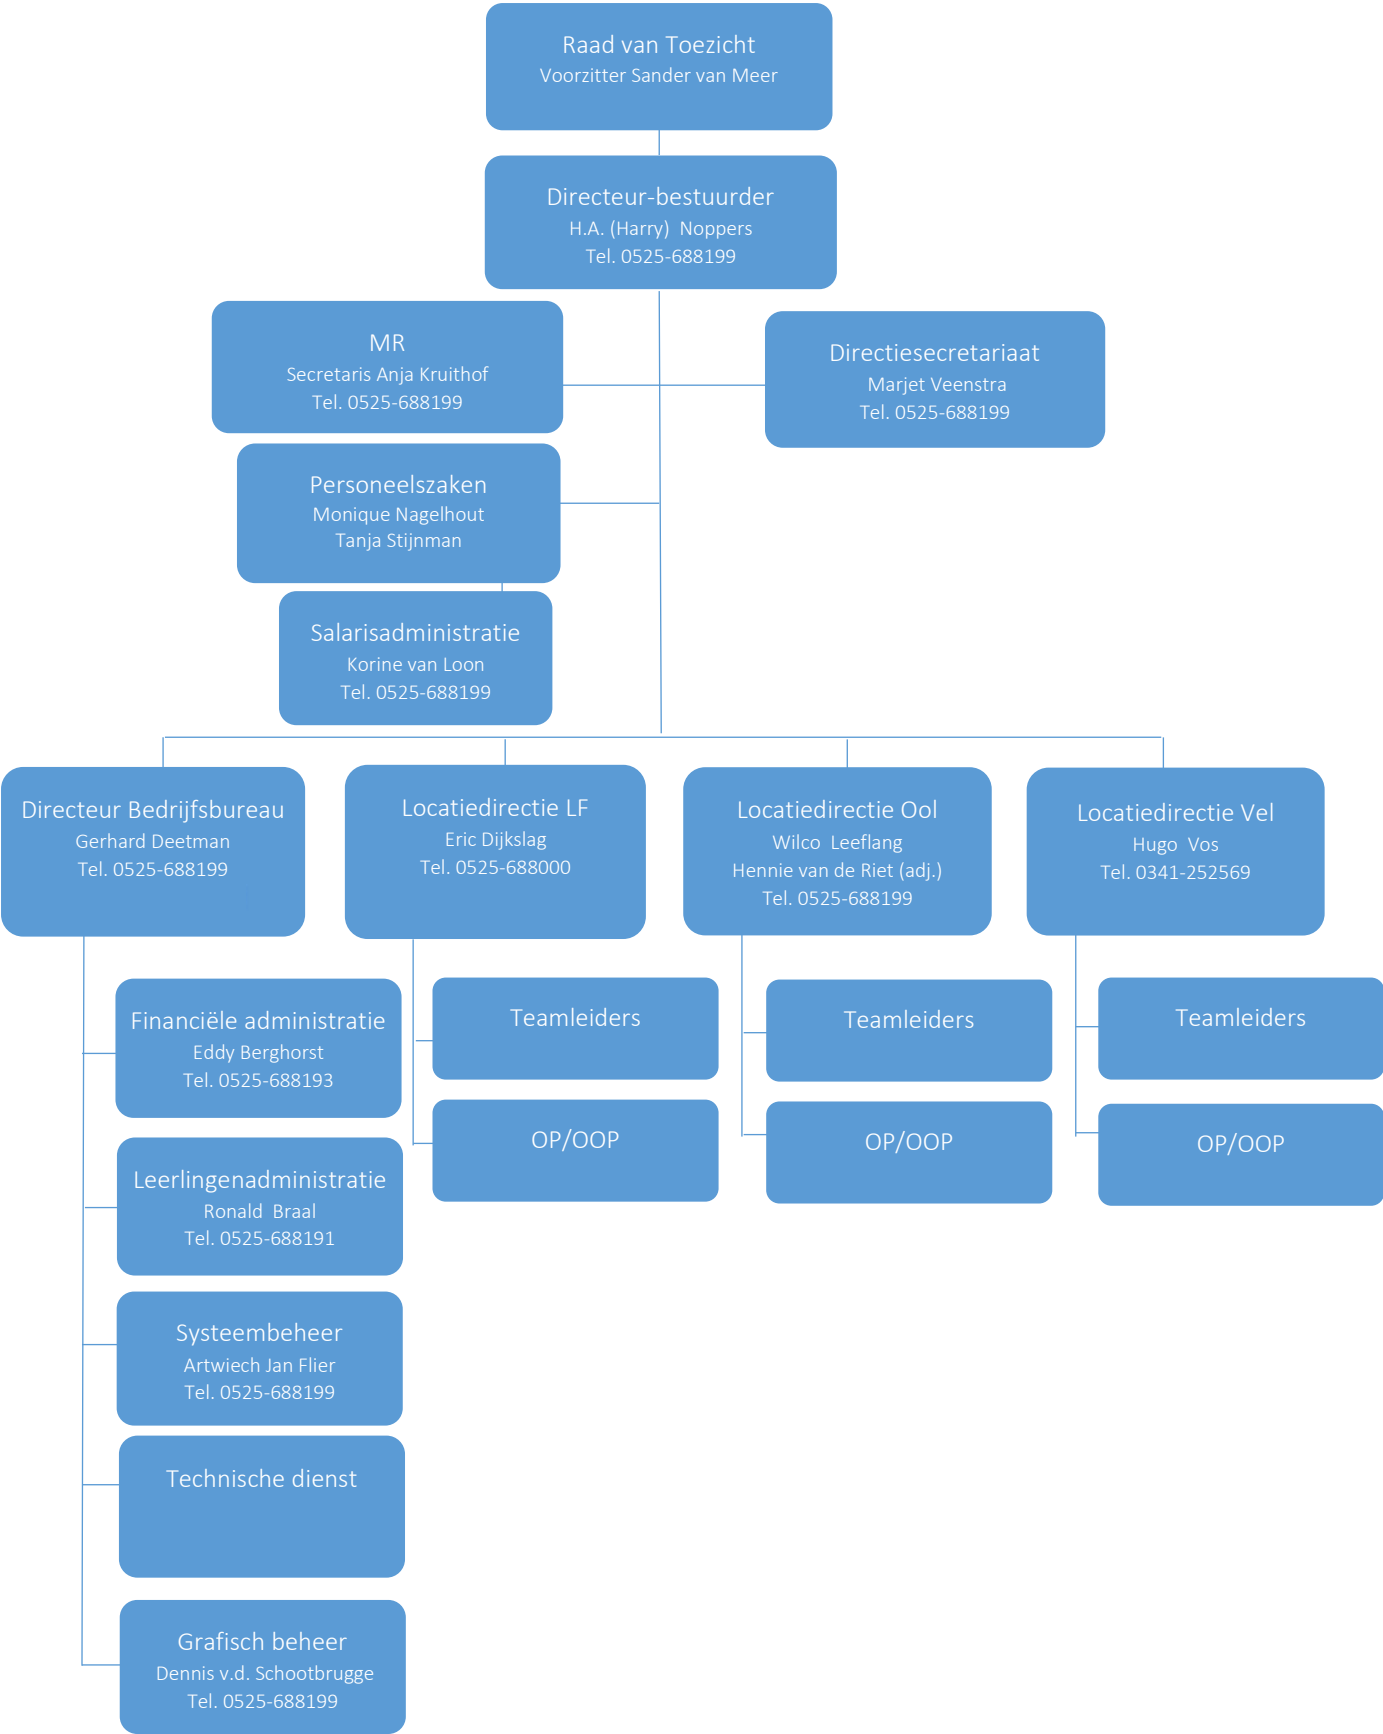 Raad van Toezicht
Voorzitter Sander van Meer
Directeur-bestuurder
H.A. (Harry) Noppers
Tel. 0525-688199
MR
Secretaris Anja Kruithof
Tel. 0525-688199
Directiesecretariaat
Marjet Veenstra
Tel. 0525-688199
Personeelszaken
Monique Nagelhout
Tanja Stijnman
Salarisadministratie
Korine van Loon
Tel. 0525-688199
Directeur Bedrijfsbureau
Gerhard Deetman
Tel. 0525-688199
Locatiedirectie LF
Eric Dijkslag
Tel. 0525-688000
Locatiedirectie Ool
Wilco Leeflang
Hennie van de Riet (adj.)
Tel. 0525-688199
Locatiedirectie Vel
Hugo Vos
Tel. 0341-252569
Financiële administratie
Eddy Berghorst
Tel. 0525-688193
Leerlingenadministratie
Ronald Braal
Tel. 0525-688191
Systeembeheer
Artwiech Jan Flier
Tel. 0525-688199
Technische dienst
Grafisch beheer
Dennis v.d. Schootbrugge
Tel. 0525-688199
Teamleiders
OP/OOP
Teamleiders
OP/OOP
Teamleiders
OP/OOP